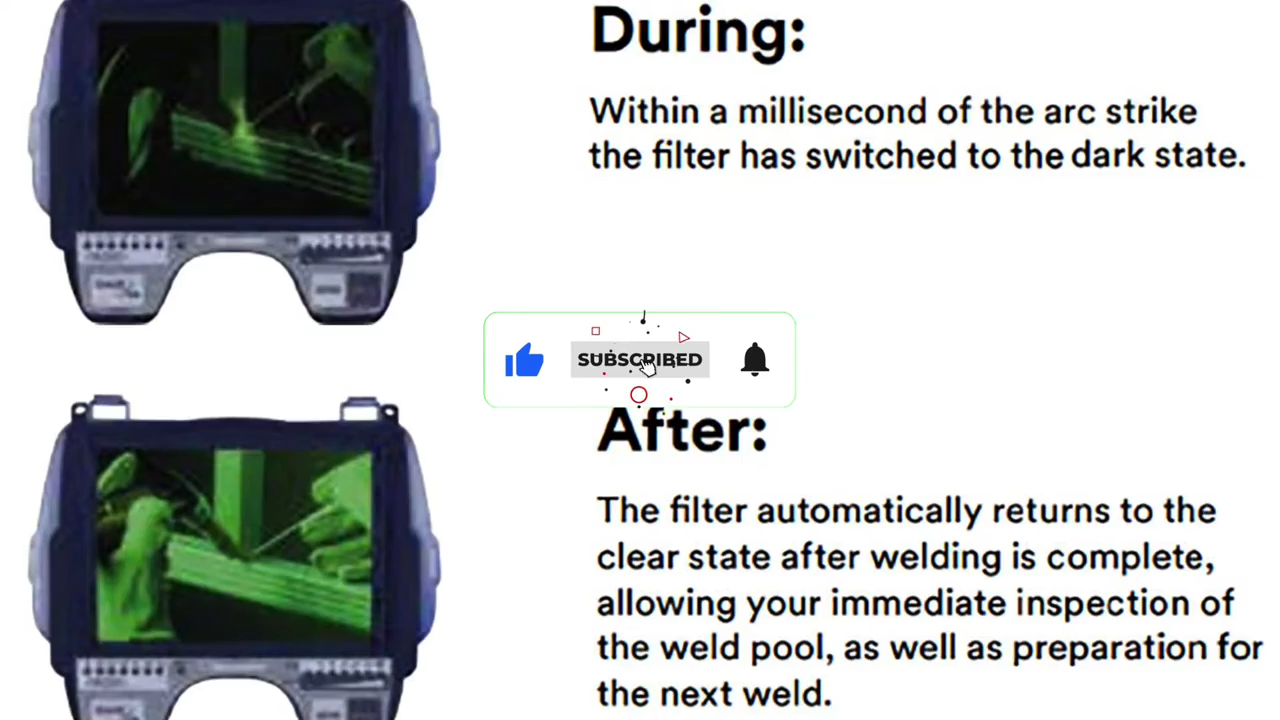 During:
Within a millisecond of the arc strike
the filter has switched to the dark state.
SUBSCRIBED
After:
The filter automatically returns to the
clear state after welding is complete,
allowing your immediate inspection of
the weld pool, as well as preparation for
the next weld.